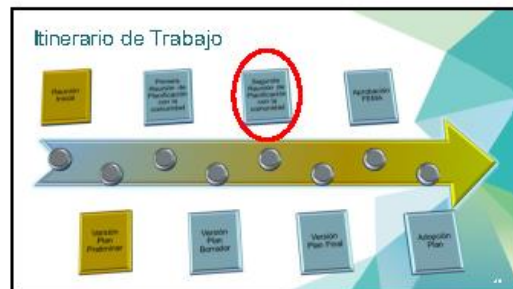 Itinerario de Trabajo
Reunión
Inicial
Primera
Reunión de
Planificación
con la
comunidad
Segunda
Reunión de
Planificación
con la
comunidad
Aprobación
FEMA
Versión
Plan
Preliminar
Versión
Plan
Borrador
Versión
Plan Final
Adopción
Plan